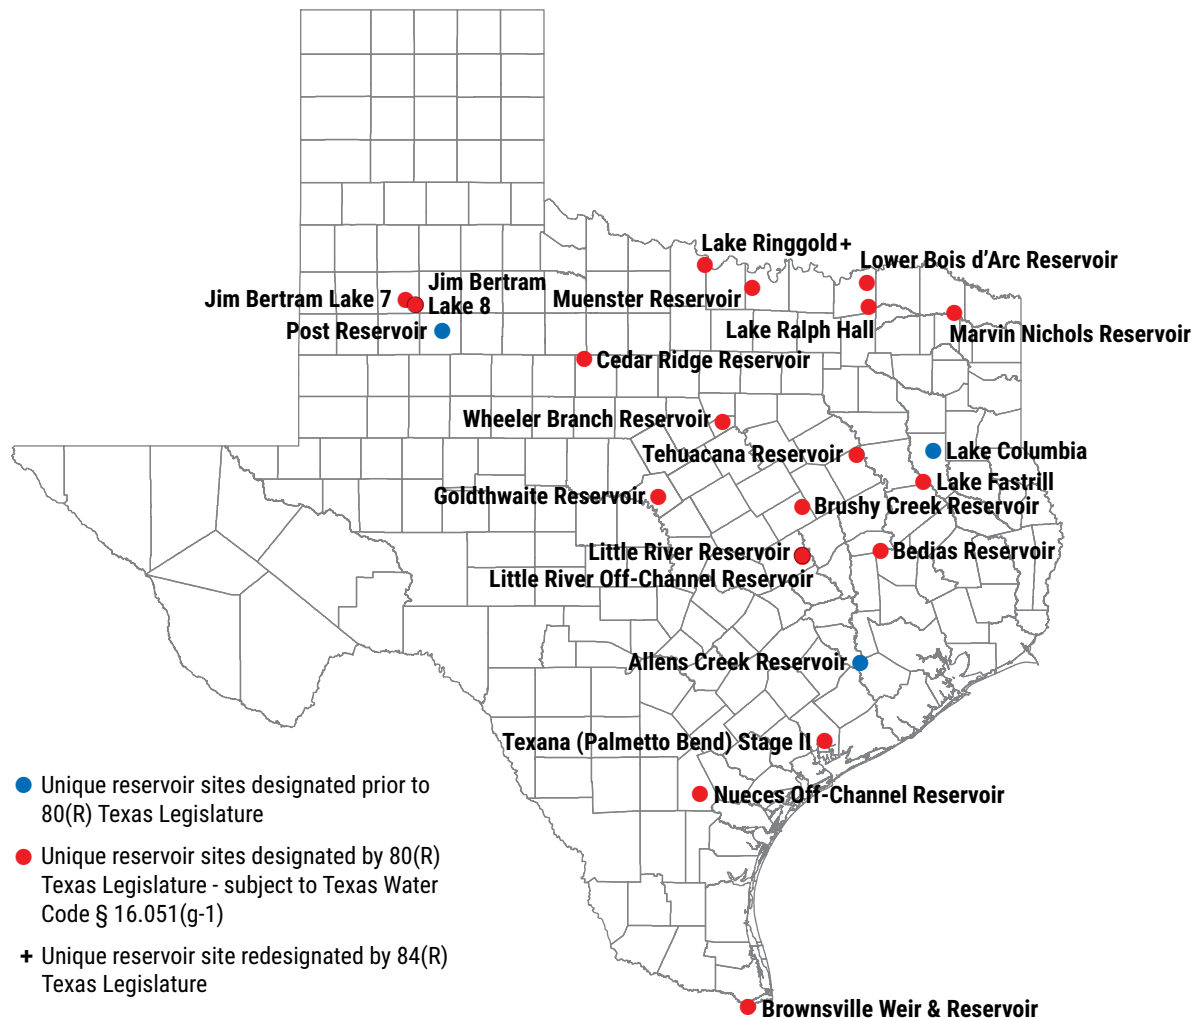 Lake Ringgold+
Lower Bois d’Arc Reservoir
Jim Bertram
Lake 8
Jim Bertram Lake 7
Muenster Reservoir
Post Reservoir
Lake Ralph Hall
Marvin Nichols Reservoir
Cedar Ridge Reservoir
Wheeler Branch Reservoir
Tehuacana Reservoir
Lake Columbia
Lake Fastrill
Goldthwaite Reservoir
Brushy Creek Reservoir
Little River Reservoir
Bedias Reservoir
Little River Off-Channel Reservoir
Allens Creek Reservoir
Texana (Palmetto Bend) Stage II
Nueces Off-Channel Reservoir
Brownsville Weir & Reservoir
Unique reservoir sites designated prior to
80(R) Texas Legislature
Unique reservoir sites designated by 80(R)
Texas Legislature - subject to Texas Water
Code § 16.051(g-1)
+ Unique reservoir site redesignated by 84(R)
Texas Legislature